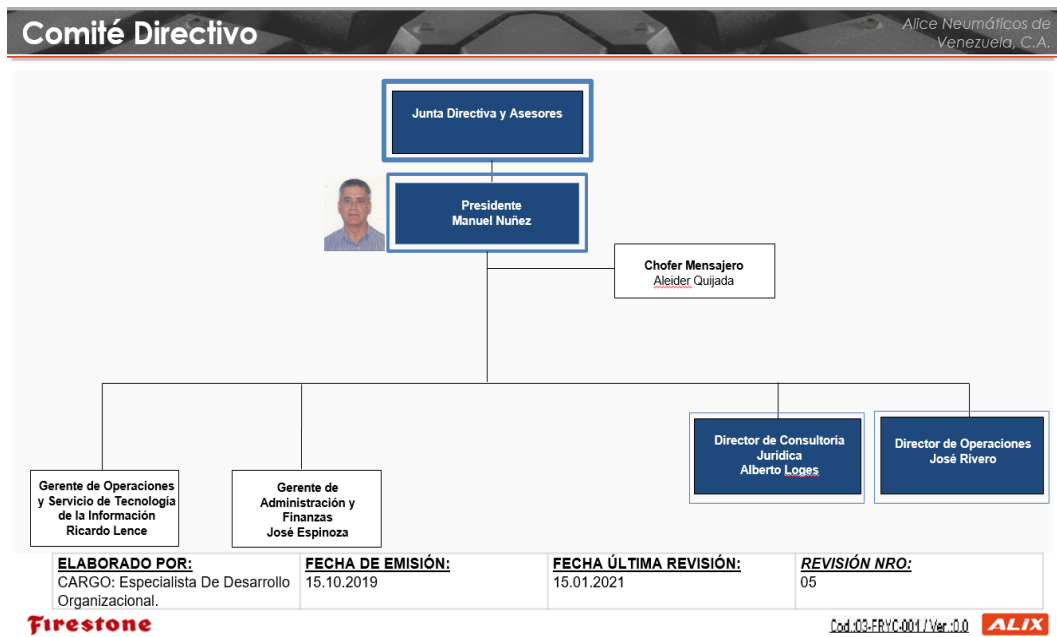 Comité Directivo
Alice Neumáticos de
Venezuela, C.A.
Junta Directiva y Asesores
Presidente
Manuel Nuñez
Chofer Mensajero
Aleider Quijada
Director de Consultoría
Juridica
Alberto Loges
Director de Operaciones
José Rivero
Gerente de Operaciones
y Servicio de Tecnología
de la Información
Ricardo Lence
Gerente de
Administración y
Finanzas
José Espinoza
ELABORADO POR:
CARGO: Especialista De Desarrollo
Organizacional.
FECHA DE EMISIÓN:
15.10.2019
FECHA ÚLTIMA REVISIÓN:
15.01.2021
REVISIÓN NRO:
05
Firestone
Cod.:03-FRYC-001 / Ver.:0.0
ALIX